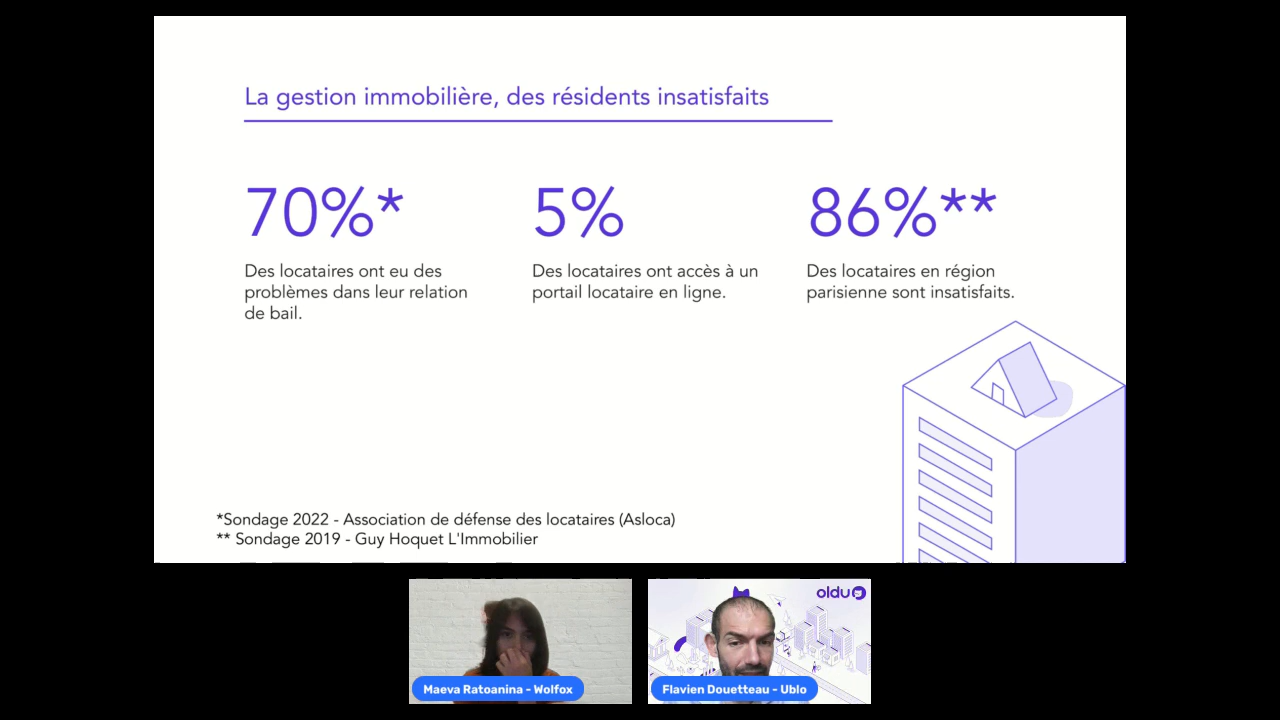 La gestion immobilière, des résidents insatisfaits
70%*
Des locataires ont eu des
problèmes dans leur relation
de bail.
5%
Des locataires ont accès à un
portail locataire en ligne.
86%**
Des locataires en région
parisienne sont insatisfaits.
*Sondage 2022 - Association de défense des locataires (Asloca)
** Sondage 2019 - Guy Hoquet L'Immobilier
Maeva Ratoanina - Wolfox
oldu
Flavien Douetteau - Ublo